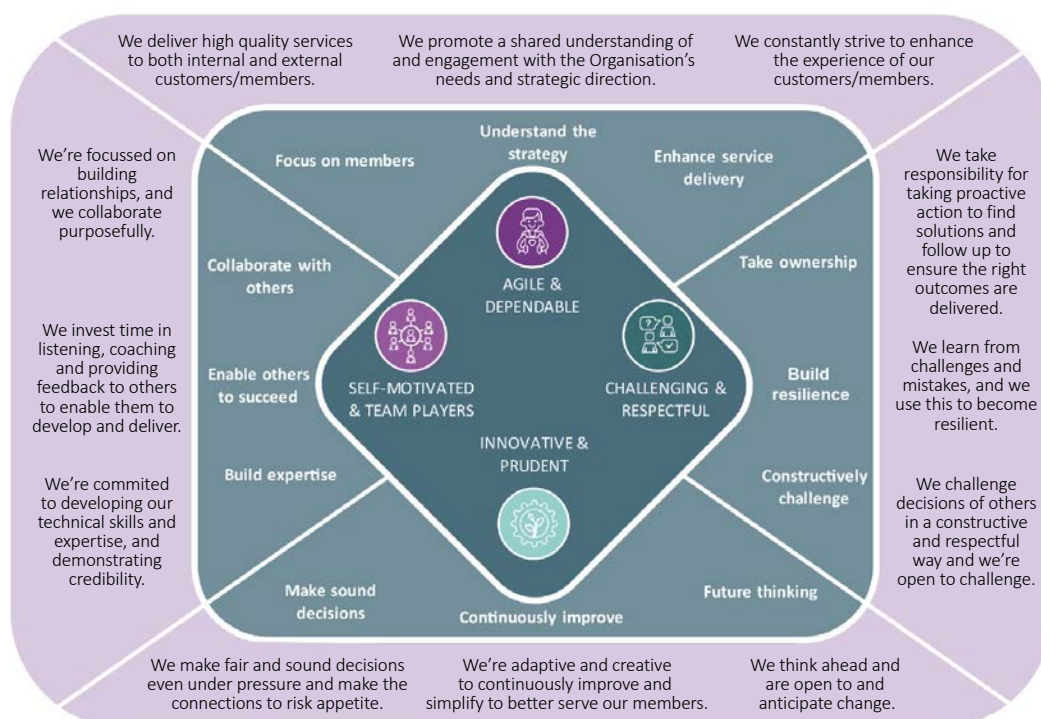 We deliver high quality services
to both internal and external
customers/members.
We promote a shared understanding of
and engagement with the Organisation's
needs and strategic direction.
We constantly strive to enhance
the experience of our
customers/members.
Focus on members
Understand the
strategy
Enhance service
delivery
We're focussed on
building
relationships, and
we collaborate
purposefully.
Collaborate with
others
We invest time in
listening, coaching
and providing
feedback to others
to enable them to
develop and deliver.
Enable others
to succeed
We're commited
to developing our
technical skills and
expertise, and
demonstrating
credibility.
Build expertise
AGILE &
DEPENDABLE
SELF-MOTIVATED
& TEAM PLAYERS
CHALLENGING &
RESPECTFUL
INNOVATIVE &
PRUDENT
Take ownership
We take
responsibility for
taking proactive
action to find
solutions and
follow up to
ensure the right
outcomes are
delivered.
Build
resilience
We learn from
challenges and
mistakes, and we
use this to become
resilient.
Constructively
challenge
We challenge
decisions of others
in a constructive
and respectful
way and we're
open to challenge.
Make sound
decisions
Continuously improve
Future thinking
We make fair and sound decisions
even under pressure and make the
connections to risk appetite.
We're adaptive and creative
to continuously improve and
simplify to better serve our members.
We think ahead and
are open to and
anticipate change.